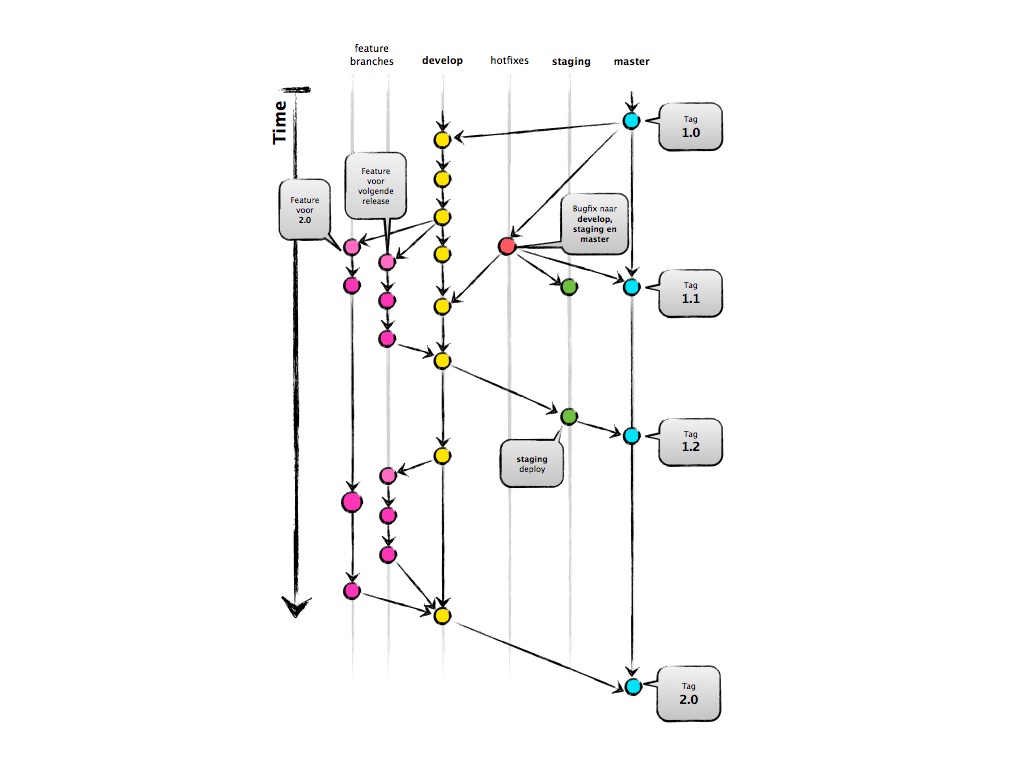 feature
branches
develop
hotfixes
staging
master
Time
Tag
1.0
Feature
voor
volgende
release
Feature
voor
2.0
Bugfix naar
develop,
staging en
master
Tag
1.1
Tag
1.2
staging
deploy
Tag
2.0